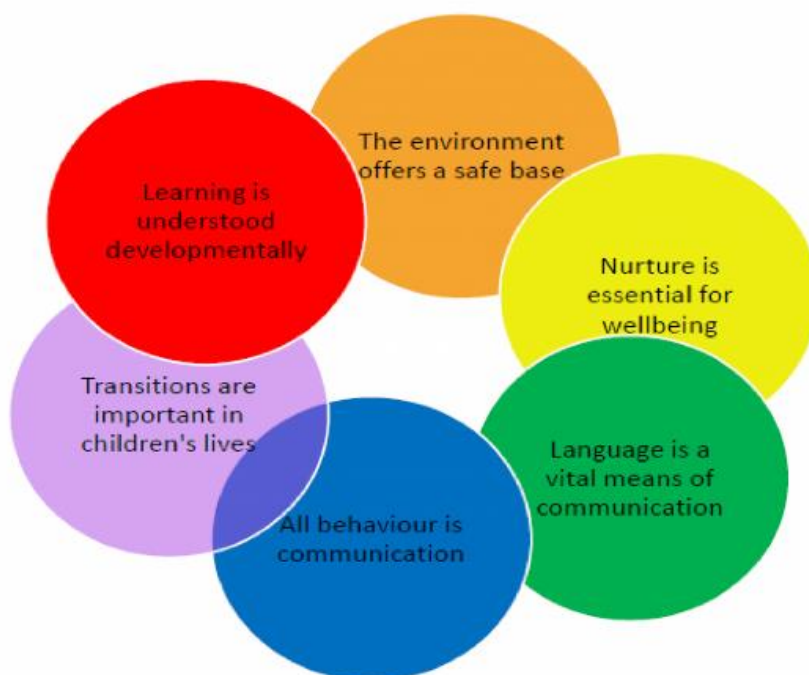 Learning is
understood
developmentally
The environment
offers a safe base
Nurture is
essential for
wellbeing
Language is a
vital means of
communication
All behaviour is
communication
Transitions are
important in
children's lives